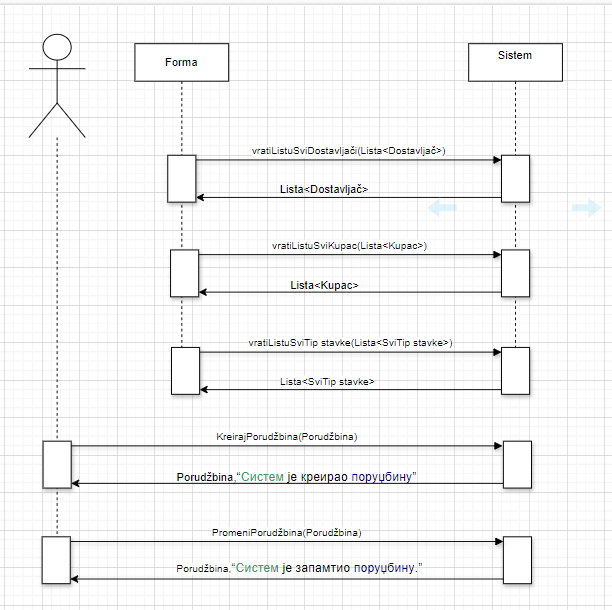 Forma
Sistem
vratiListuSviDostavljači(Lista<Dostavljač>)
Lista<Dostavljač>
vratiListuSviKupac(Lista<Kupac>)
Lista<Kupac>
vratiListuSviTip stavke(Lista<SviTip stavke>)
Lista<SviTip stavke>
KreirajPorudžbina(Porudžbina)
Porudžbina,“Систем је креирао поруџбину”
PromeniPorudžbina(Porudžbina)
Porudžbina,“Систем је запамтио поруџбину.”